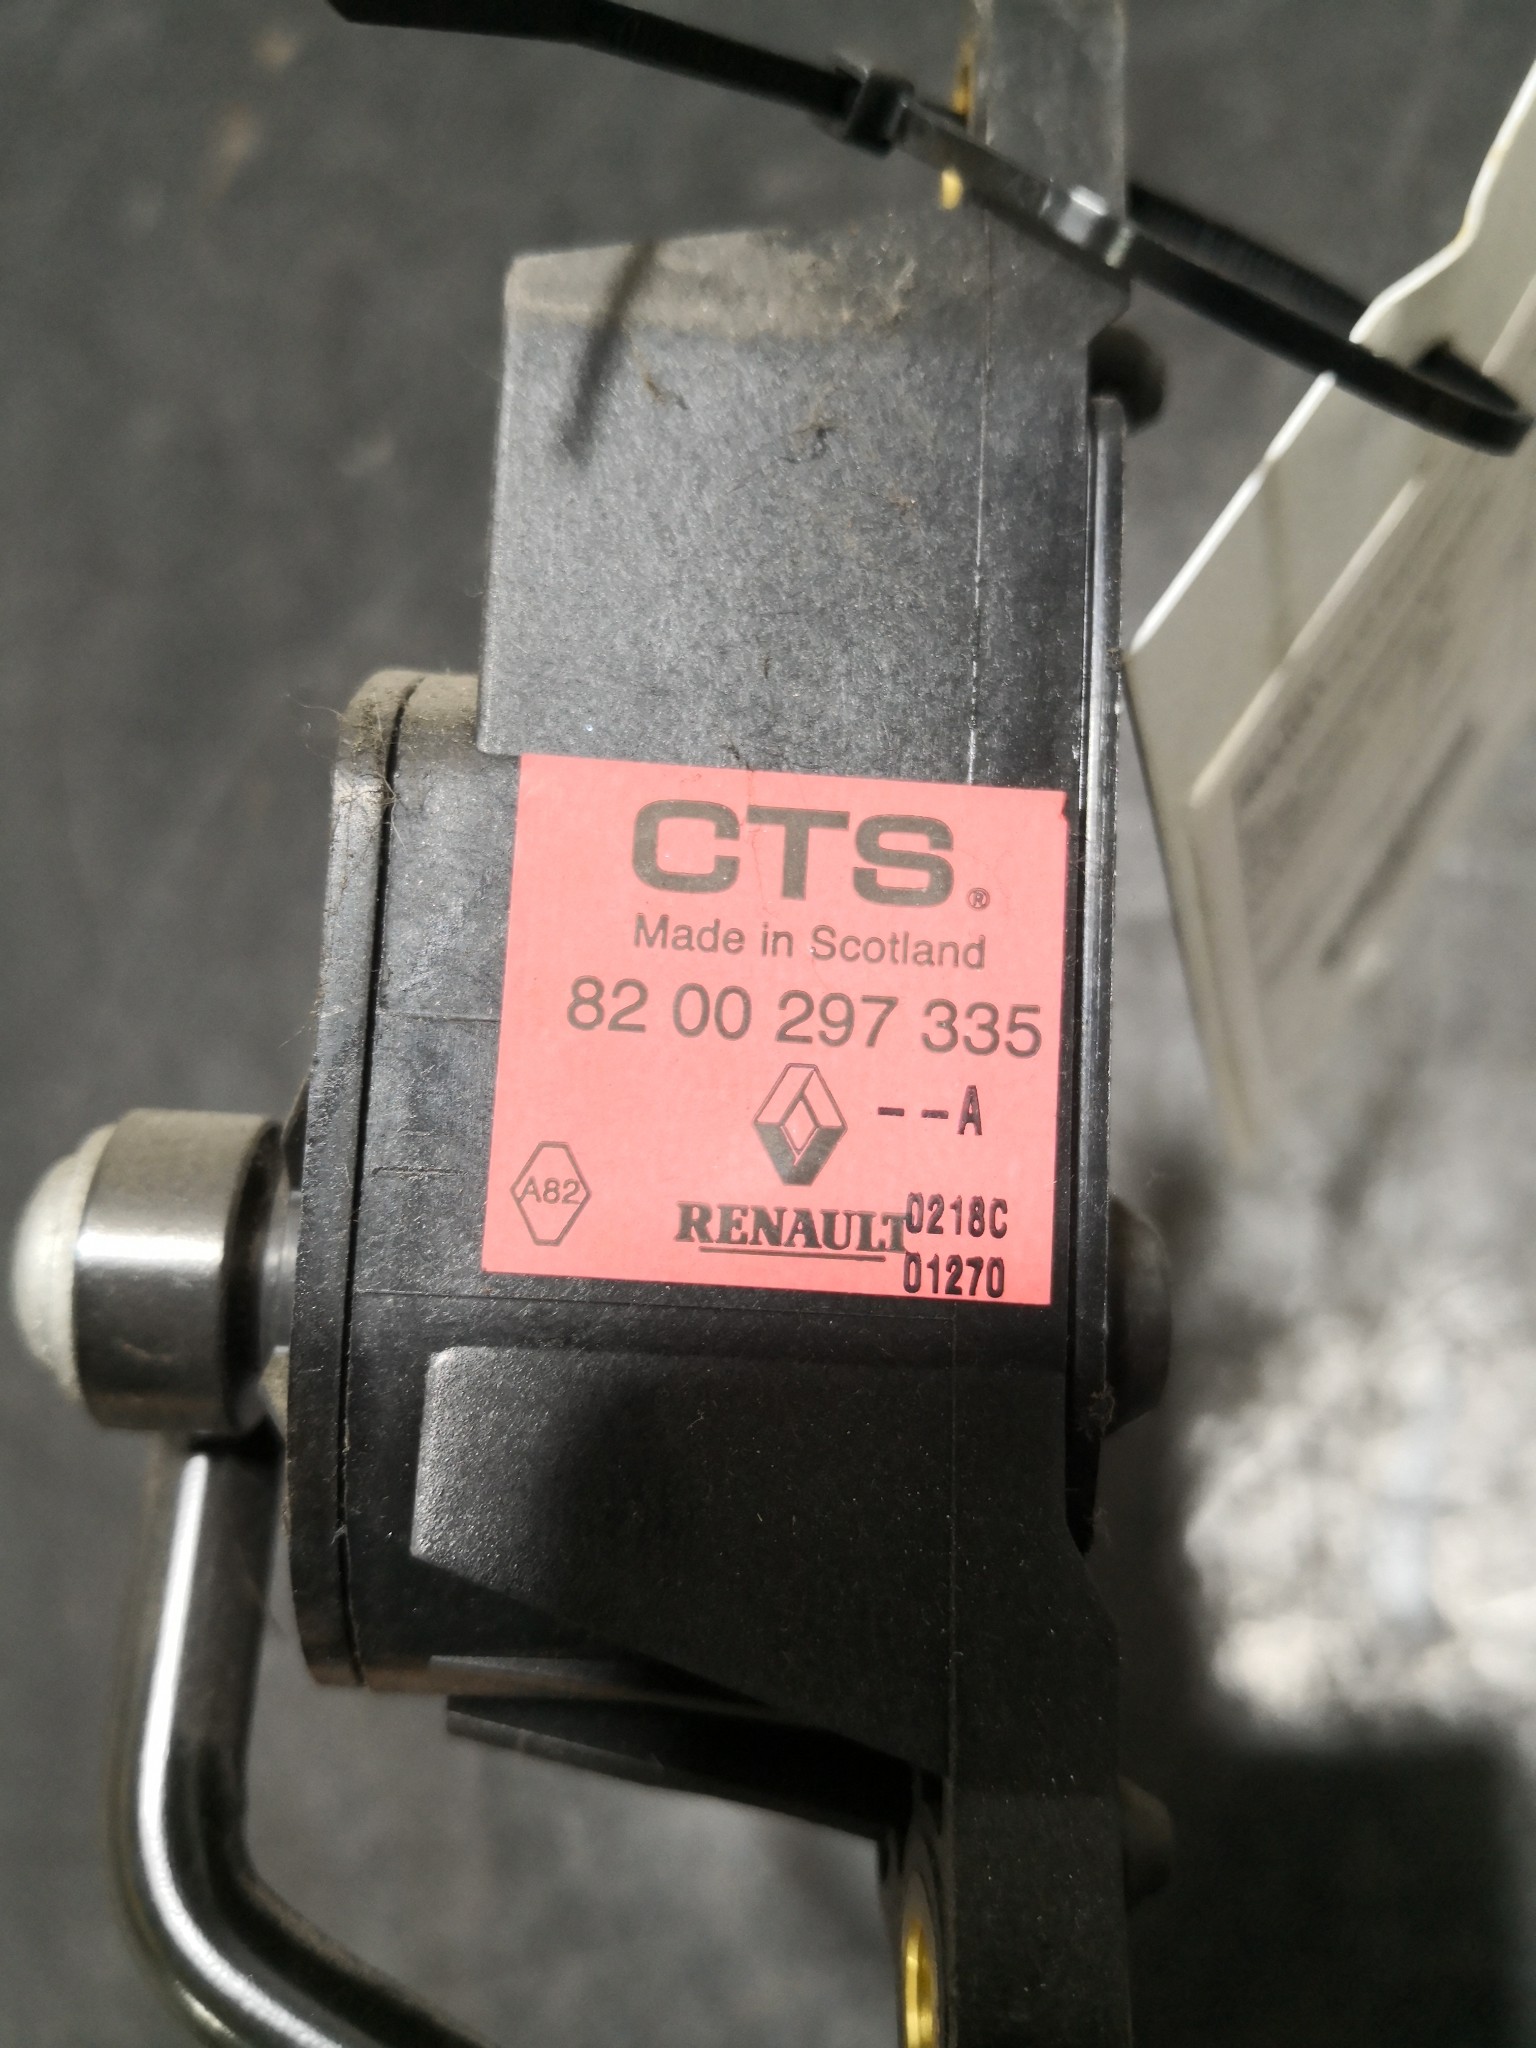 CTS®
Made in Scotland
82 00 297 335
--A
A82
RENAULT 0218C
01270